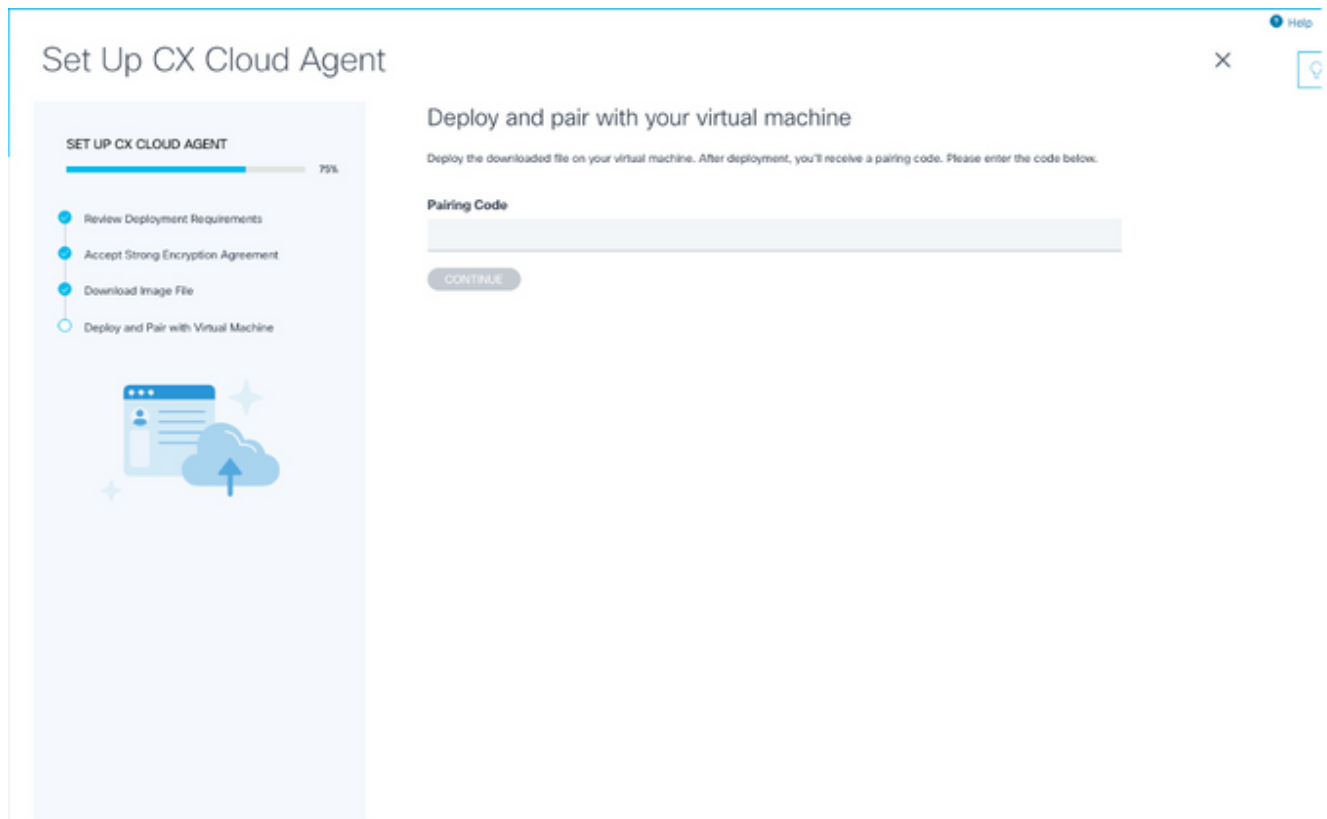 Help
Set Up CX Cloud Agent
SET UP CX CLOUD AGENT
75%
Review Deployment Requirements
Accept Strong Encryption Agreement
Download Image File
Deploy and Pair with Virtual Machine
Deploy and pair with your virtual machine
Deploy the downloaded file on your virtual machine. After deployment, you'll receive a pairing code. Please enter the code below.
Pairing Code
CONTINUE